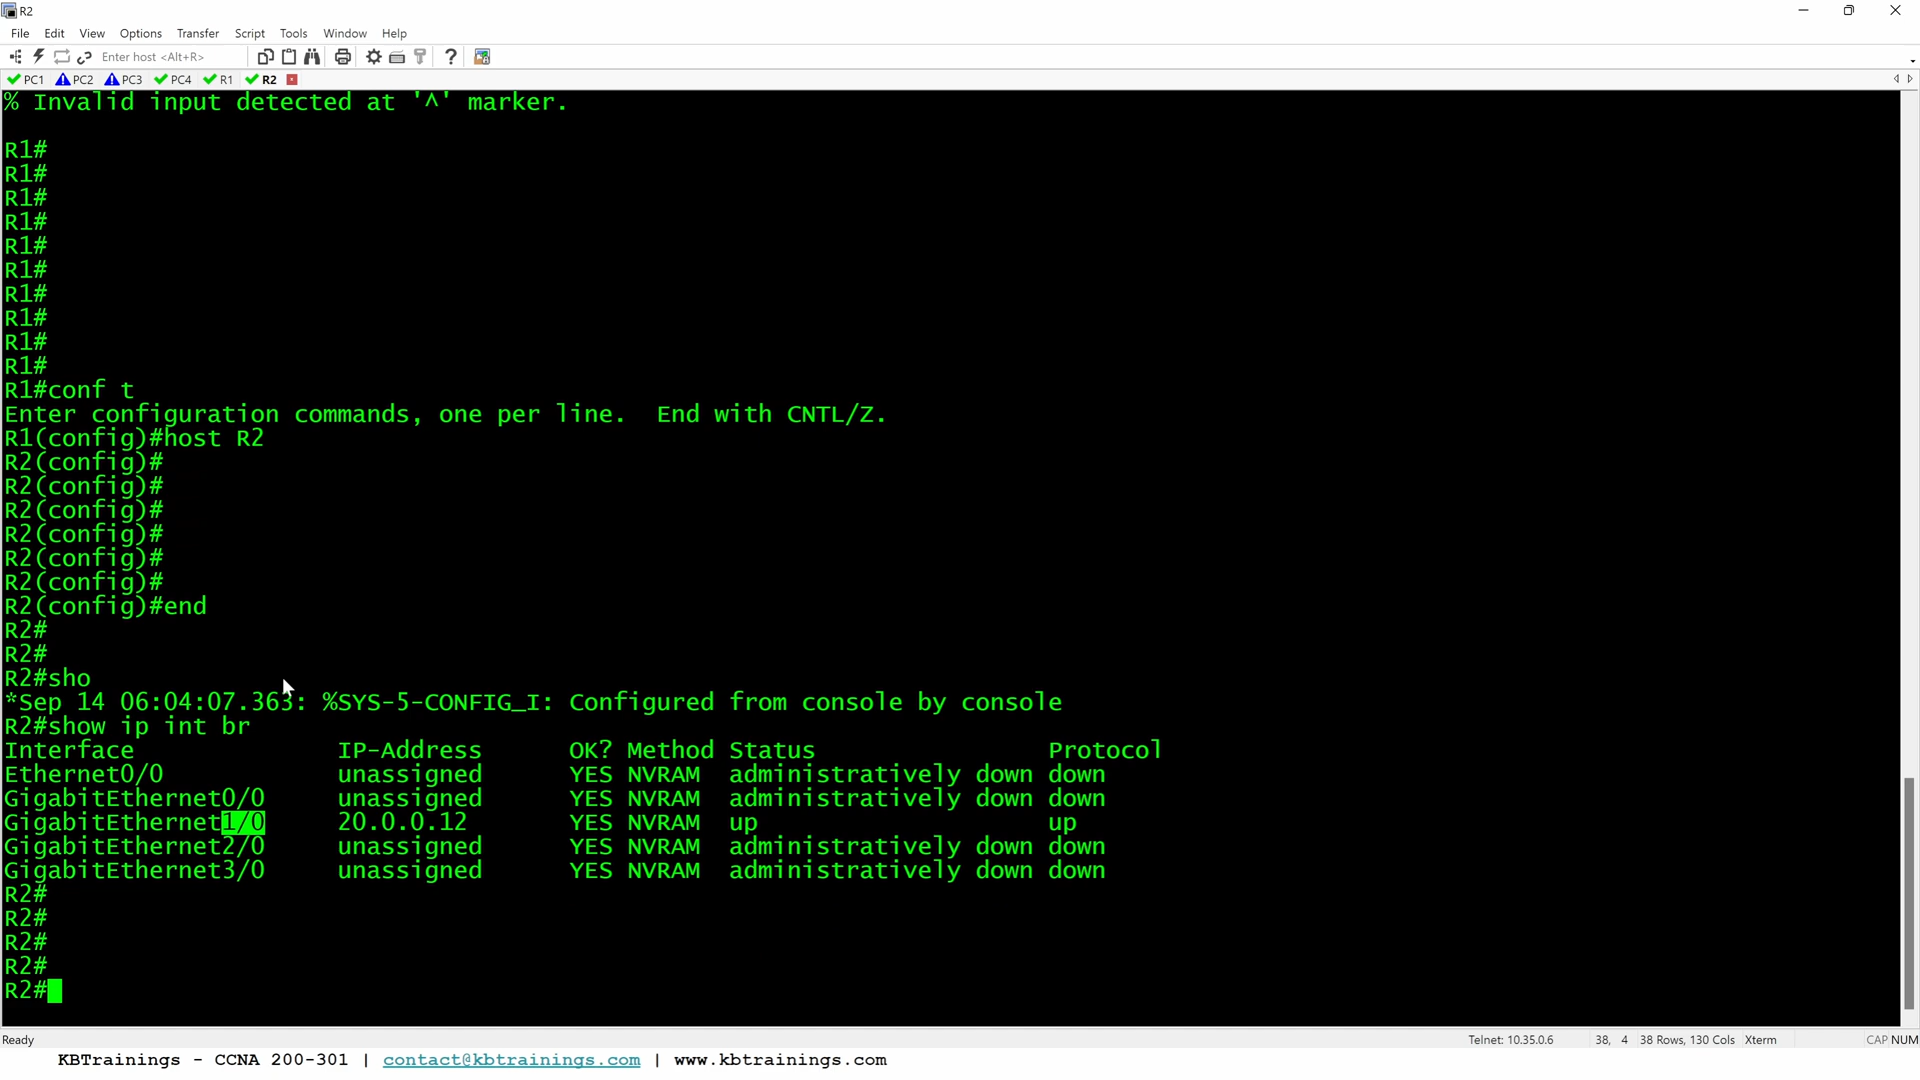 R2
File Edit View Options Transfer Script Tools Window Help
Enter host <Alt+R>
PC1 PC2 PC3 PC4 R1 R2
% Invalid input detected at '^' marker.
R1#
R1#
R1#
R1#
R1#
R1#
R1#
R1#
R1#
R1#
R1#conf t
Enter configuration commands, one per line.  End with CNTL/Z.
R1(config)#host R2
R2(config)#
R2(config)#
R2(config)#
R2(config)#
R2(config)#
R2(config)#
R2(config)#end
R2#
R2#
R2#sho
*Sep 14 06:04:07.363: %SYS-5-CONFIG_I: Configured from console by console
R2#show ip int br
Interface IP-Address OK? Method Status Protocol
Ethernet0/0 unassigned YES NVRAM administratively down down
GigabitEthernet0/0 unassigned YES NVRAM administratively down down
GigabitEthernet1/0 20.0.0.12 YES NVRAM up up
GigabitEthernet2/0 unassigned YES NVRAM administratively down down
GigabitEthernet3/0 unassigned YES NVRAM administratively down down
R2#
R2#
R2#
R2#
R2#
Ready Telnet: 10.35.0.6 38, 4 38 Rows, 130 Cols Xterm CAP NUM
KBTrainings - CCNA 200-301 | contact@kbtrainings.com | www.kbtrainings.com